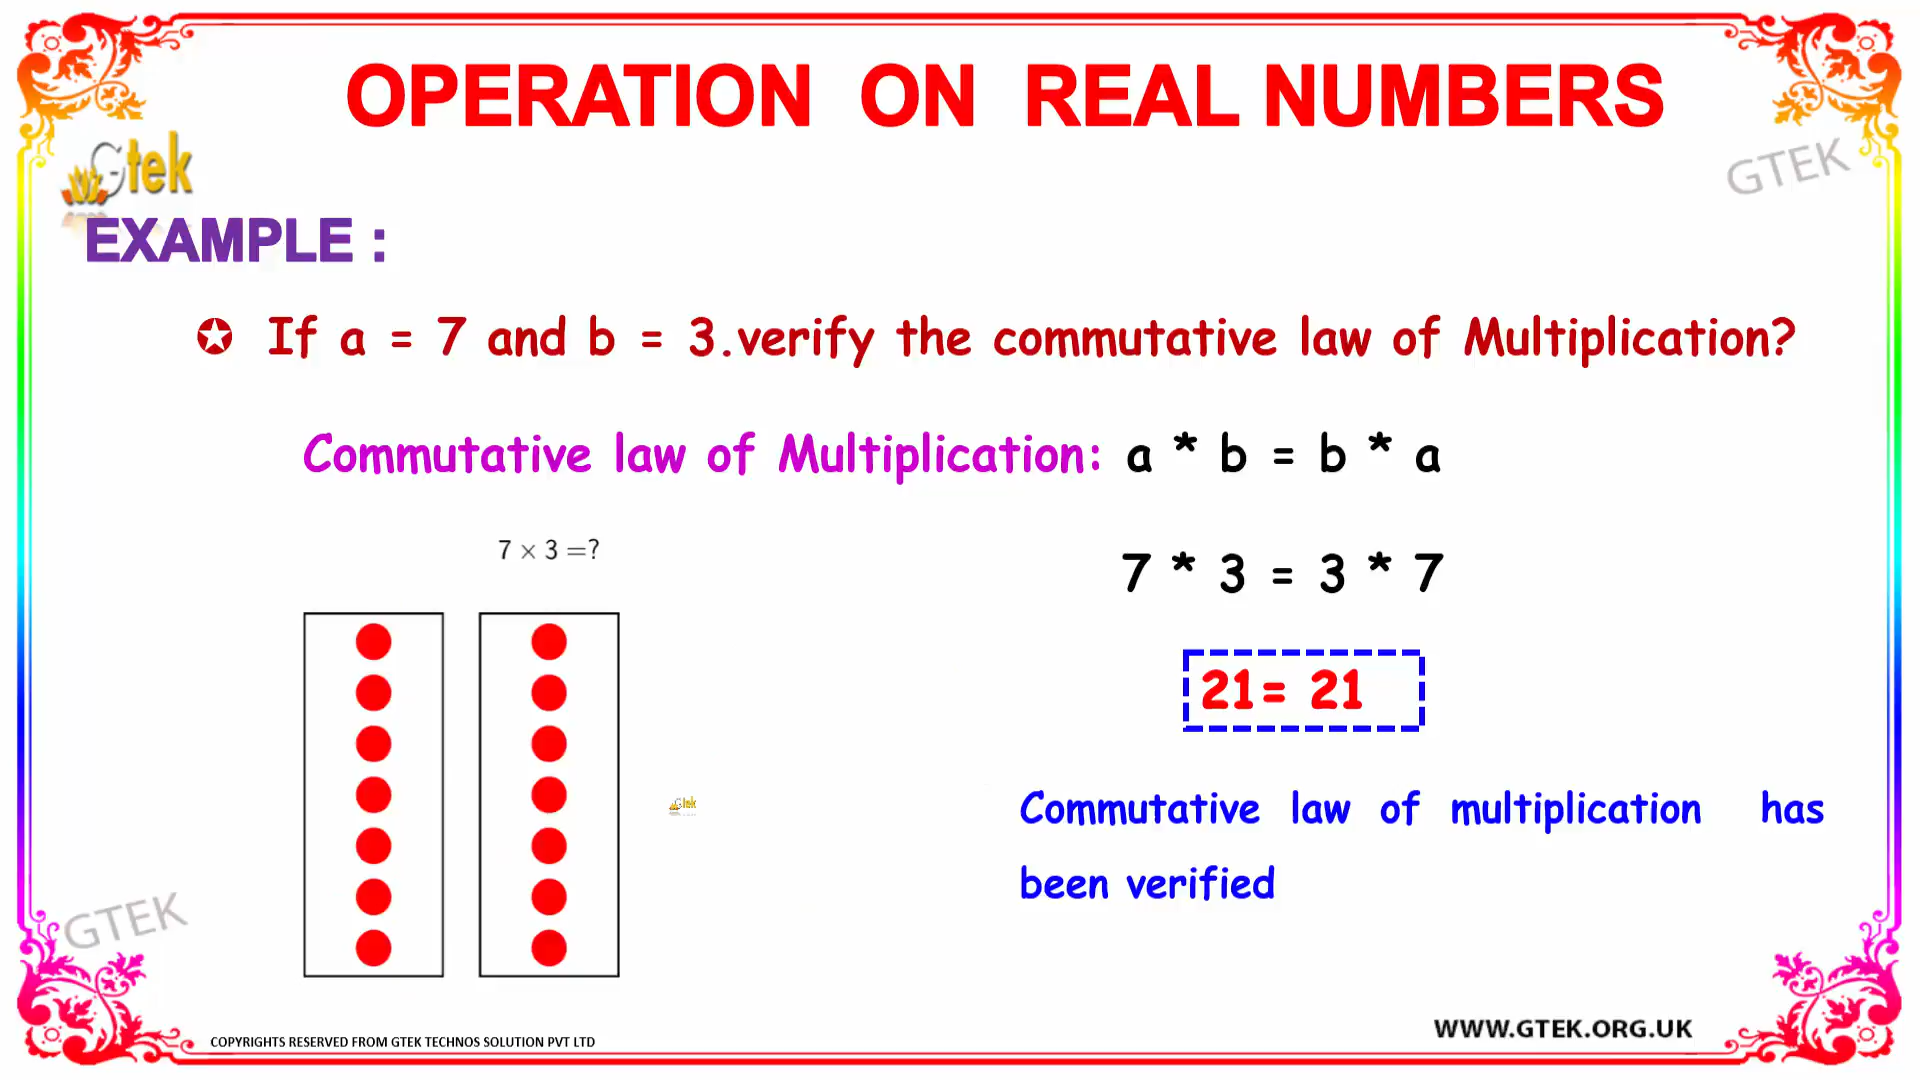 OPERATION ON REAL NUMBERS
Gtek
GTEK
EXAMPLE :
✪ If a = 7 and b = 3.verify the commutative law of Multiplication?
Commutative law of Multiplication: a * b = b * a
7 × 3 =?
7 * 3 = 3 * 7
21= 21
Gtek
Commutative law of multiplication has
been verified
GTEK
WWW.GTEK.ORG.UK
COPYRIGHTS RESERVED FROM GTEK TECHNOS SOLUTION PVT LTD